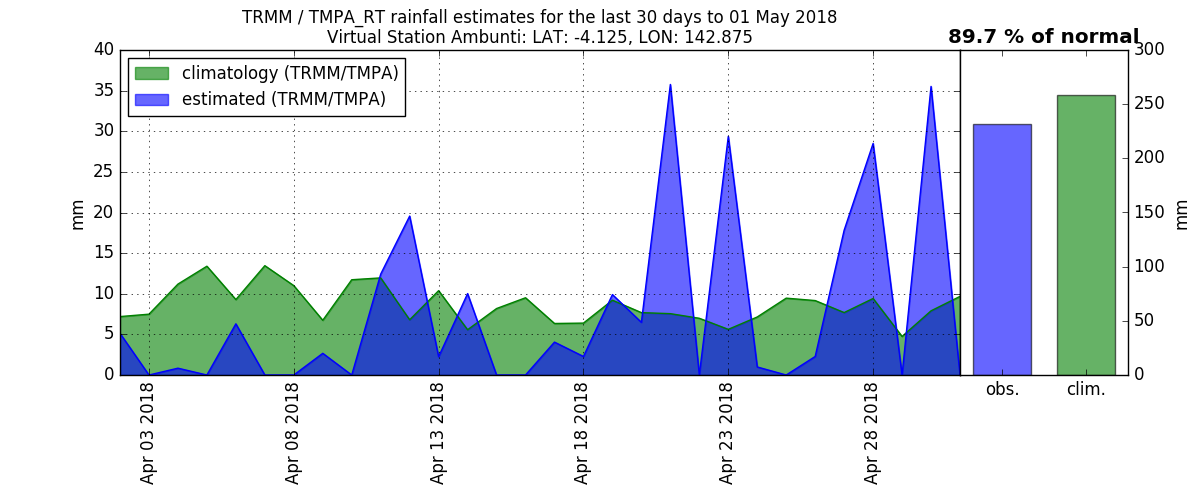 TRMM / TMPA_RT rainfall estimates for the last 30 days to 01 May 2018
Virtual Station Ambunti: LAT: -4.125, LON: 142.875
89.7 % of normal
climatology (TRMM/TMPA)
estimated (TRMM/TMPA)
mm
40
35
30
25
20
15
10
5
0
Apr 03 2018
Apr 08 2018
Apr 13 2018
Apr 18 2018
Apr 23 2018
Apr 28 2018
obs.
clim.
300
250
200
150
100
50
0
mm